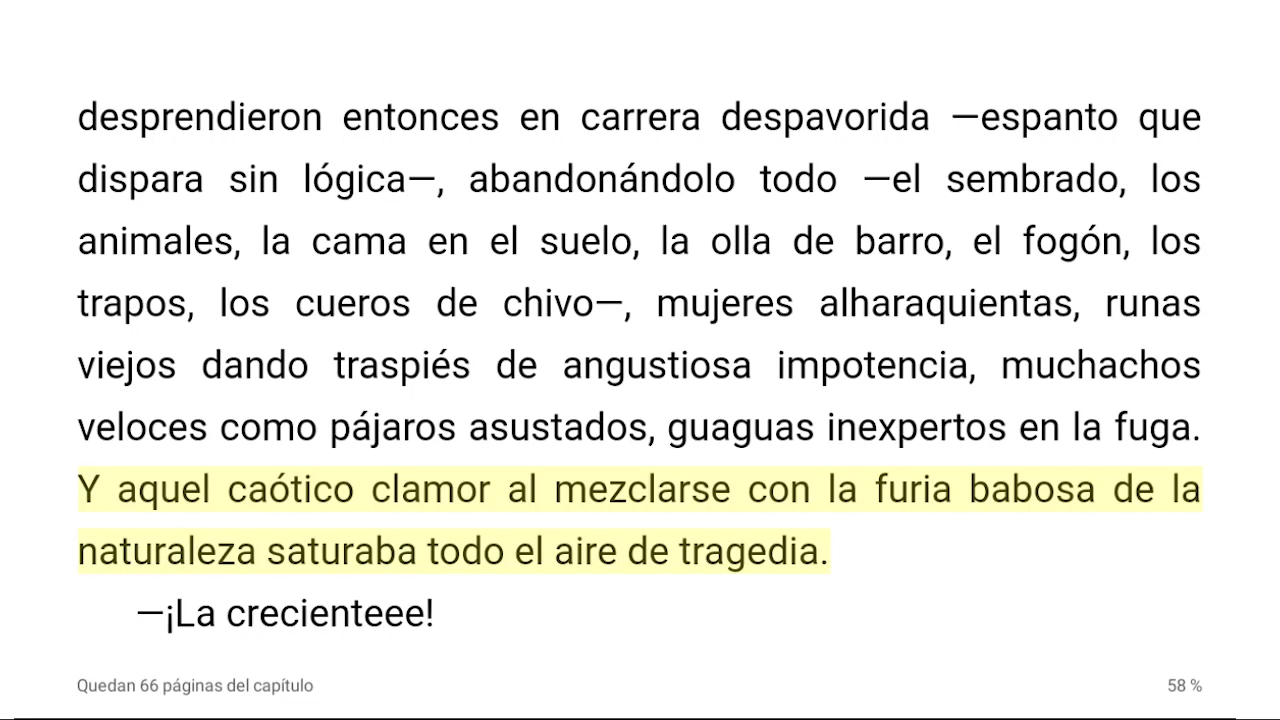 desprendieron entonces en carrera despavorida —espanto que
dispara sin lógica—, abandonándolo todo —el sembrado, los
animales, la cama en el suelo, la olla de barro, el fogón, los
trapos, los cueros de chivo—, mujeres alharaquientas, runas
viejos dando traspiés de angustiosa impotencia, muchachos
veloces como pájaros asustados, guaguas inexpertos en la fuga.
Y aquel caótico clamor al mezclarse con la furia babosa de la
naturaleza saturaba todo el aire de tragedia.
—¡La crecienteee!
Quedan 66 páginas del capítulo
58 %